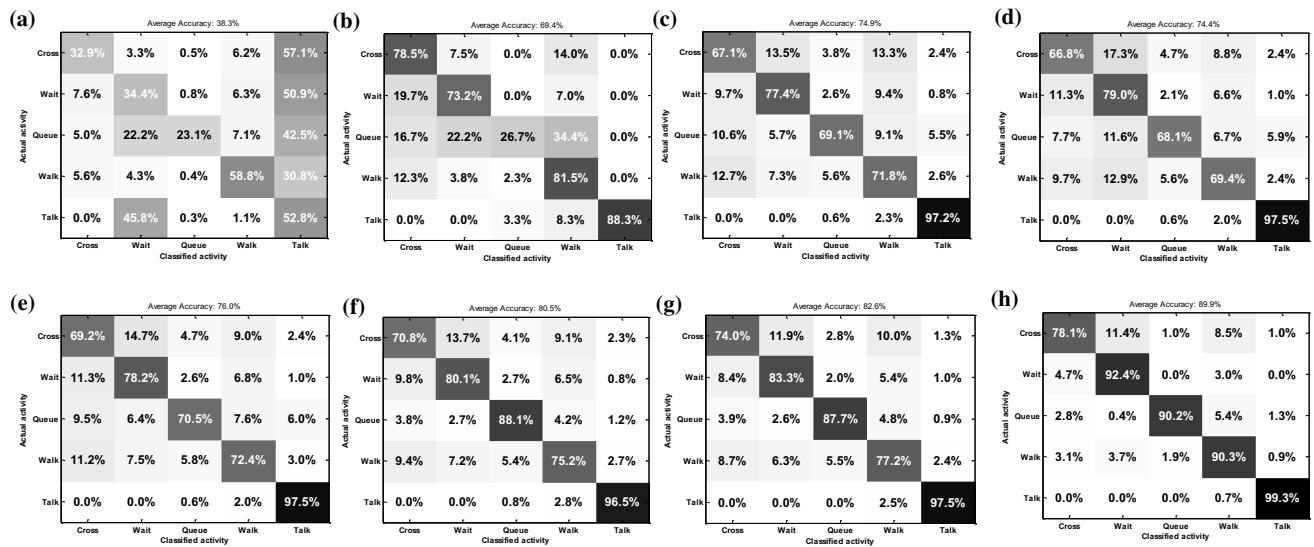 (a)
Average Accuracy: 38.3%
Actual activity
Cross 32.9% 3.3% 0.5% 6.2% 57.1%
Wait 7.6% 34.4% 0.8% 6.3% 50.9%
Queue 5.0% 22.2% 23.1% 7.1% 42.5%
Walk 5.6% 4.3% 0.4% 58.8% 30.8%
Talk 0.0% 45.8% 0.3% 1.1% 52.8%
Cross Wait Queue Walk Talk
Classified activity
(b)
Average Accuracy: 69.4%
Actual activity
Cross 78.5% 7.5% 0.0% 14.0% 0.0%
Wait 19.7% 73.2% 0.0% 7.0% 0.0%
Queue 16.7% 22.2% 26.7% 34.4% 0.0%
Walk 12.3% 3.8% 2.3% 81.5% 0.0%
Talk 0.0% 0.0% 3.3% 8.3% 88.3%
Cross Wait Queue Walk Talk
Classified activity
(c)
Average Accuracy: 74.9%
Actual activity
Cross 67.1% 13.5% 3.8% 13.3% 2.4%
Wait 9.7% 77.4% 2.6% 9.4% 0.8%
Queue 10.6% 5.7% 69.1% 9.1% 5.5%
Walk 12.7% 7.3% 5.6% 71.8% 2.6%
Talk 0.0% 0.0% 0.6% 2.3% 97.2%
Cross Wait Queue Walk Talk
Classified activity
(d)
Average Accuracy: 74.4%
Actual activity
Cross 66.8% 17.3% 4.7% 8.8% 2.4%
Wait 11.3% 79.0% 2.1% 6.6% 1.0%
Queue 7.7% 11.6% 68.1% 6.7% 5.9%
Walk 9.7% 12.9% 5.6% 69.4% 2.4%
Talk 0.0% 0.0% 0.6% 2.0% 97.5%
Cross Wait Queue Walk Talk
Classified activity
(e)
Average Accuracy: 76.0%
Actual activity
Cross 69.2% 14.7% 4.7% 9.0% 2.4%
Wait 11.3% 78.2% 2.6% 6.8% 1.0%
Queue 9.5% 6.4% 70.5% 7.6% 6.0%
Walk 11.2% 7.5% 5.8% 72.4% 3.0%
Talk 0.0% 0.0% 0.6% 2.0% 97.5%
Cross Wait Queue Walk Talk
Classified activity
(f)
Average Accuracy: 80.5%
Actual activity
Cross 70.8% 13.7% 4.1% 9.1% 2.3%
Wait 9.8% 80.1% 2.7% 6.5% 0.8%
Queue 3.8% 2.7% 88.1% 4.2% 1.2%
Walk 9.4% 7.2% 5.4% 75.2% 2.7%
Talk 0.0% 0.0% 0.8% 2.8% 96.5%
Cross Wait Queue Walk Talk
Classified activity
(g)
Average Accuracy: 82.6%
Actual activity
Cross 74.0% 11.9% 2.8% 10.0% 1.3%
Wait 8.4% 83.3% 2.0% 5.4% 1.0%
Queue 3.9% 2.6% 87.7% 4.8% 0.9%
Walk 8.7% 6.3% 5.5% 77.2% 2.4%
Talk 0.0% 0.0% 0.0% 2.5% 97.5%
Cross Wait Queue Walk Talk
Classified activity
(h)
Average Accuracy: 89.9%
Actual activity
Cross 78.1% 11.4% 1.0% 8.5% 1.0%
Wait 4.7% 92.4% 0.0% 3.0% 0.0%
Queue 2.8% 0.4% 90.2% 5.4% 1.3%
Walk 3.1% 3.7% 1.9% 90.3% 0.9%
Talk 0.0% 0.0% 0.0% 0.7% 99.3%
Cross Wait Queue Walk Talk
Classified activity